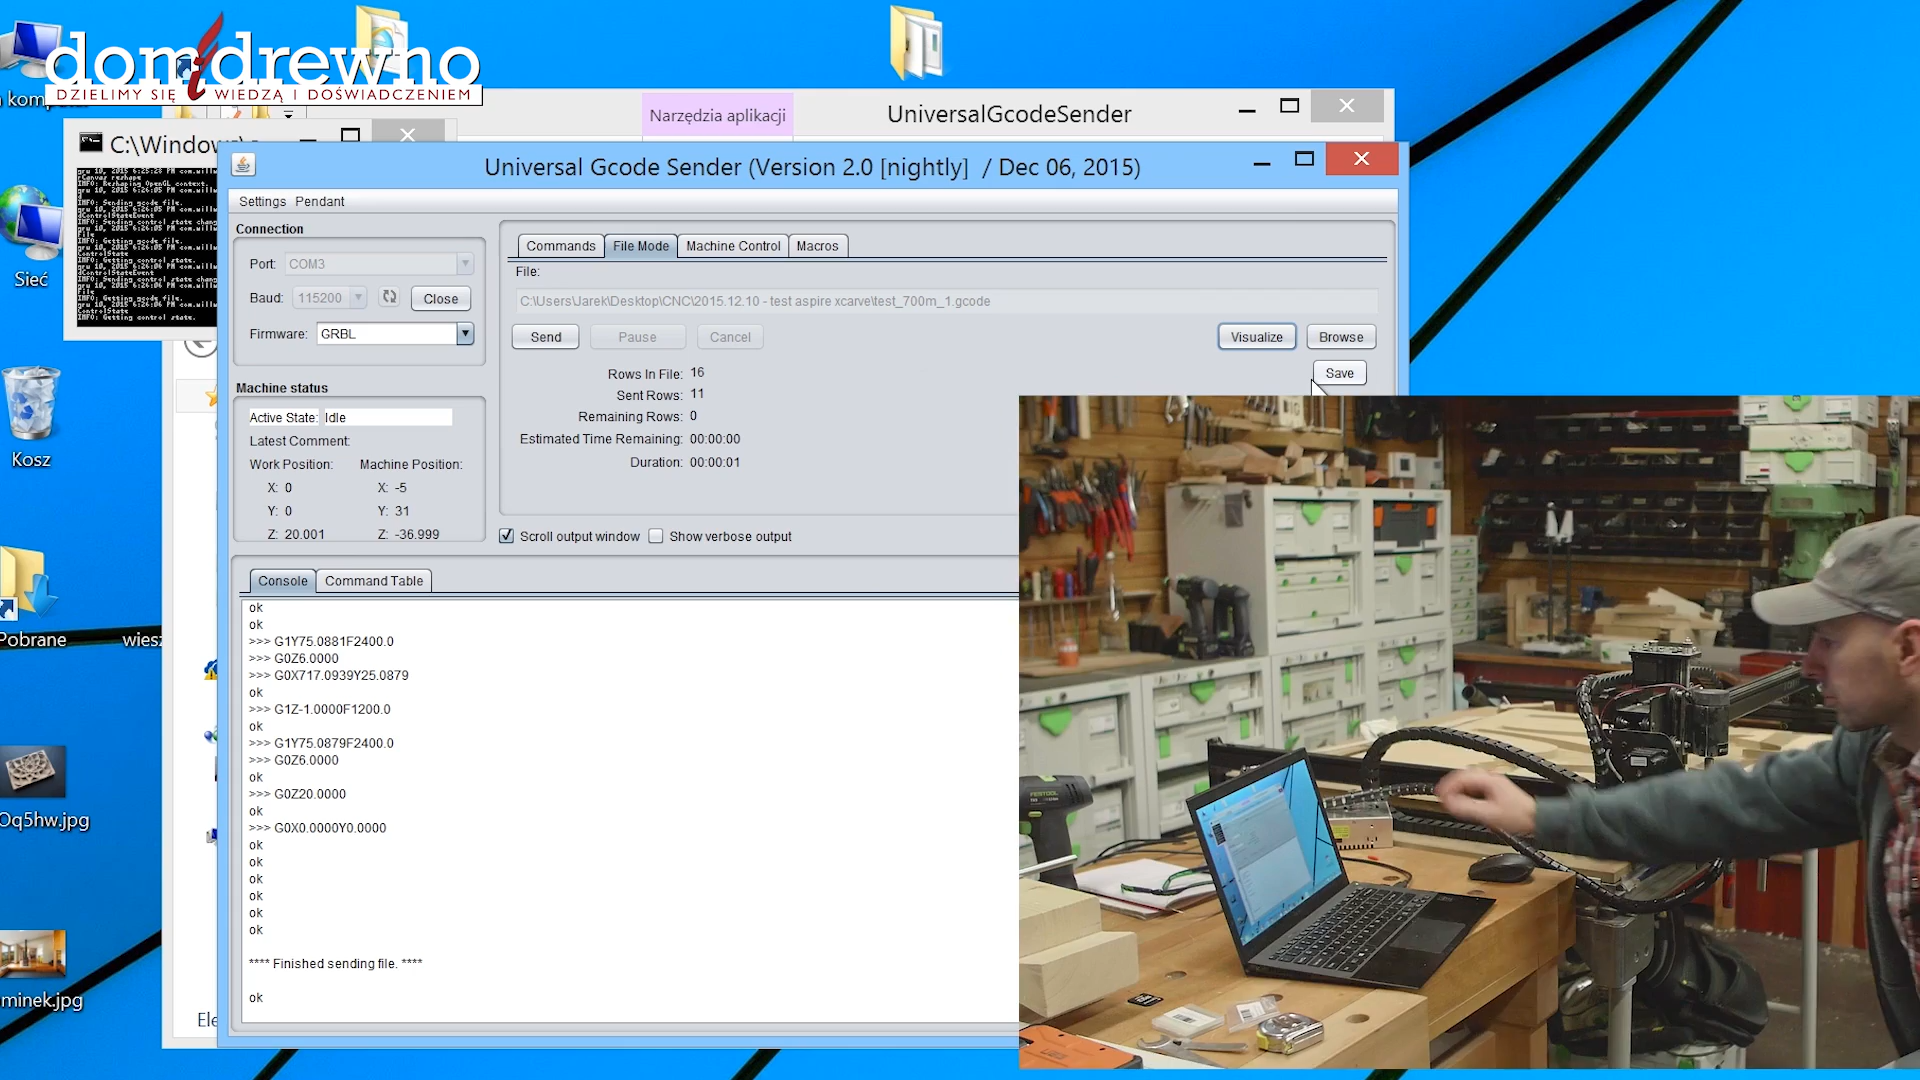 domidrewno
DZIELIMY SIĘ WIEDZĄ I DOŚWIADCZENIEM
Narzędzia aplikacji
UniversalGcodeSender
C:\Windows\
Universal Gcode Sender (Version 2.0 [nightly] / Dec 06, 2015)
Settings Pendant
Connection
Port: COM3
Baud: 115200 Close
Firmware: GRBL
Machine status
Active State: Idle
Latest Comment:
Work Position: Machine Position:
X: 0 X: -5
Y: 0 Y: 31
Z: 20.001 Z: -36.999
Commands File Mode Machine Control Macros
File:
C:\Users\Jarek\Desktop\CNC\2015.12.10 - test aspire xcarve\test_700m_1.gcode
Send Pause Cancel Visualize Browse
Save
Rows In File: 16
Sent Rows: 11
Remaining Rows: 0
Estimated Time Remaining: 00:00:00
Duration: 00:00:01
Scroll output window Show verbose output
Console Command Table
ok
ok
>>> G1Y75.0881F2400.0
>>> G0Z6.0000
>>> G0X717.0939Y25.0879
ok
>>> G1Z-1.0000F1200.0
ok
>>> G1Y75.0879F2400.0
>>> G0Z6.0000
ok
>>> G0Z20.0000
ok
>>> G0X0.0000Y0.0000
ok
ok
ok
ok
ok
ok
**** Finished sending file. ****
ok
Sieć
Kosz
Pobrane
wiesz
Oq5hw.jpg
minek.jpg
Ele